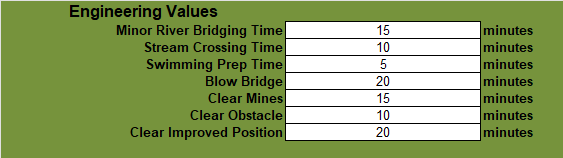 Engineering Values
Minor River Bridging Time 15 minutes
Stream Crossing Time 10 minutes
Swimming Prep Time 5 minutes
Blow Bridge 20 minutes
Clear Mines 15 minutes
Clear Obstacle 10 minutes
Clear Improved Position 20 minutes